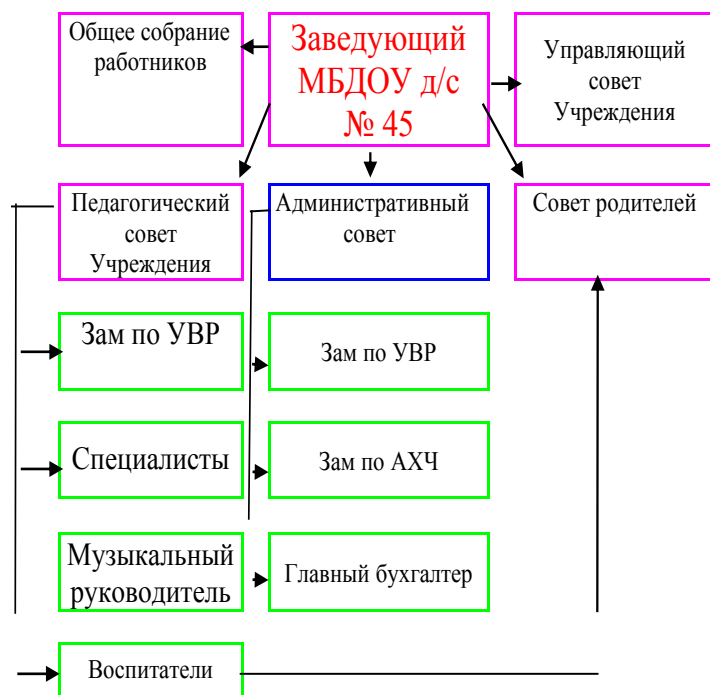 Общее собрание
работников
Заведующий
МБДОУ д/с
№ 45
Управляющий
совет
Учреждения
Педагогический
совет
Учреждения
Административный
совет
Совет родителей
Зам по УВР
Зам по УВР
Специалисты
Зам по АХЧ
Музыкальный
руководитель
Главный бухгалтер
Воспитатели